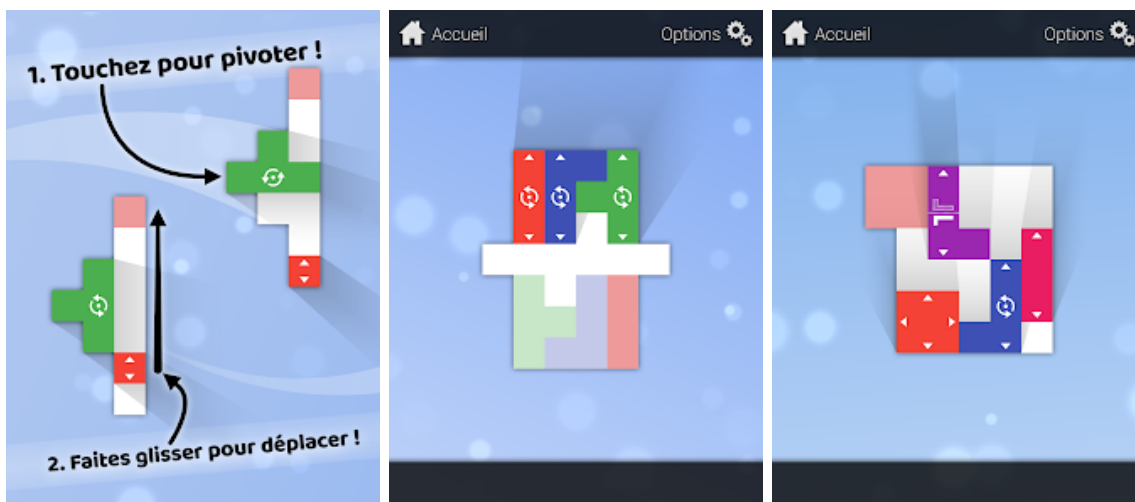 1. Touchez pour pivoter !
2. Faites glisser pour déplacer !
Accueil
Options
Accueil
Options